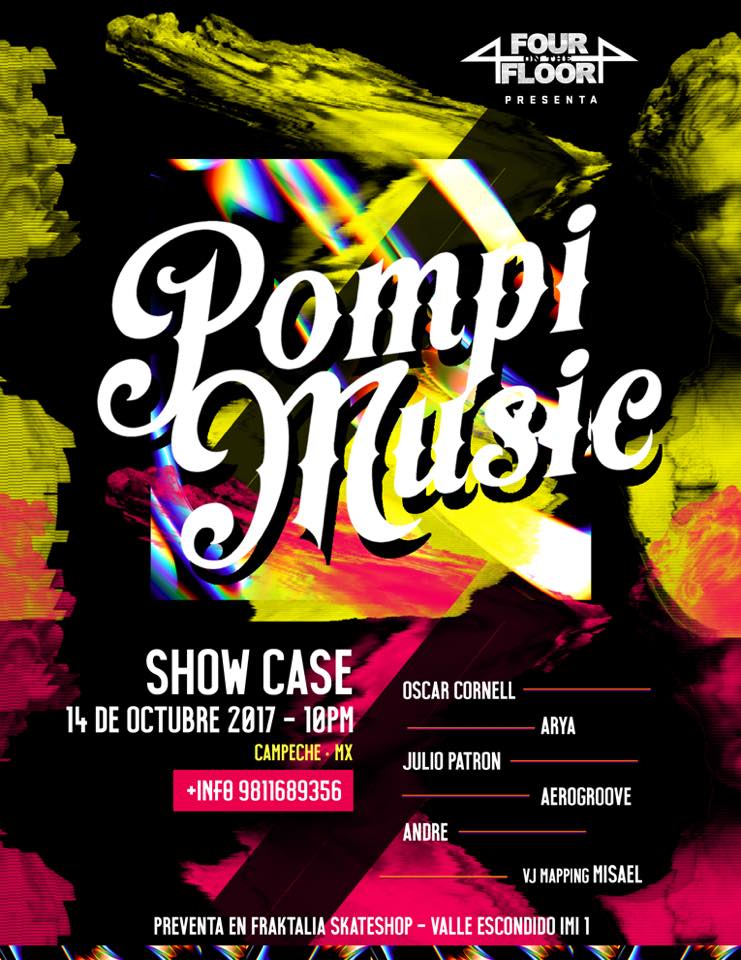 FOUR
ON THE
FLOOR
PRESENTA
Pompi
Music
SHOW CASE
14 DE OCTUBRE 2017 - 10PM
CAMPECHE · MX
+INFO 9811689356
OSCAR CORNELL
ARYA
JULIO PATRON
AEROGROOVE
ANDRE
VJ MAPPING MISAEL
PREVENTA EN FRAKTALIA SKATESHOP - VALLE ESCONDIDO IMI 1